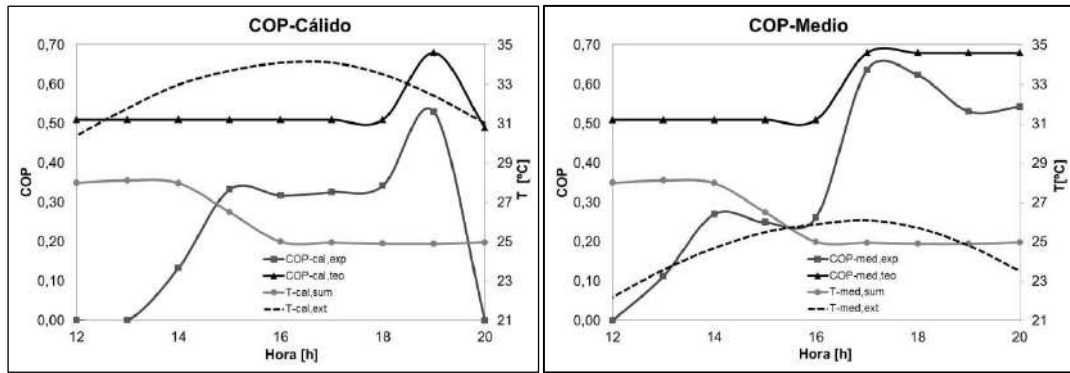 COP-Cálido
0,70
0,60
0,50
0,40
0,30
0,20
0,10
0,00
COP
35
33
31
29
27
25
23
21
T [ºC]
COP-cal,exp
COP-cal,teo
T-cal,sum
T-cal,ext
12 14 16 18 20
Hora [h]
COP-Medio
0,70
0,60
0,50
0,40
0,30
0,20
0,10
0,00
COP
35
33
31
29
27
25
23
21
T[ºC]
COP-med,exp
COP-med,teo
T-med,sum
T-med,ext
12 14 16 18 20
Hora [h]